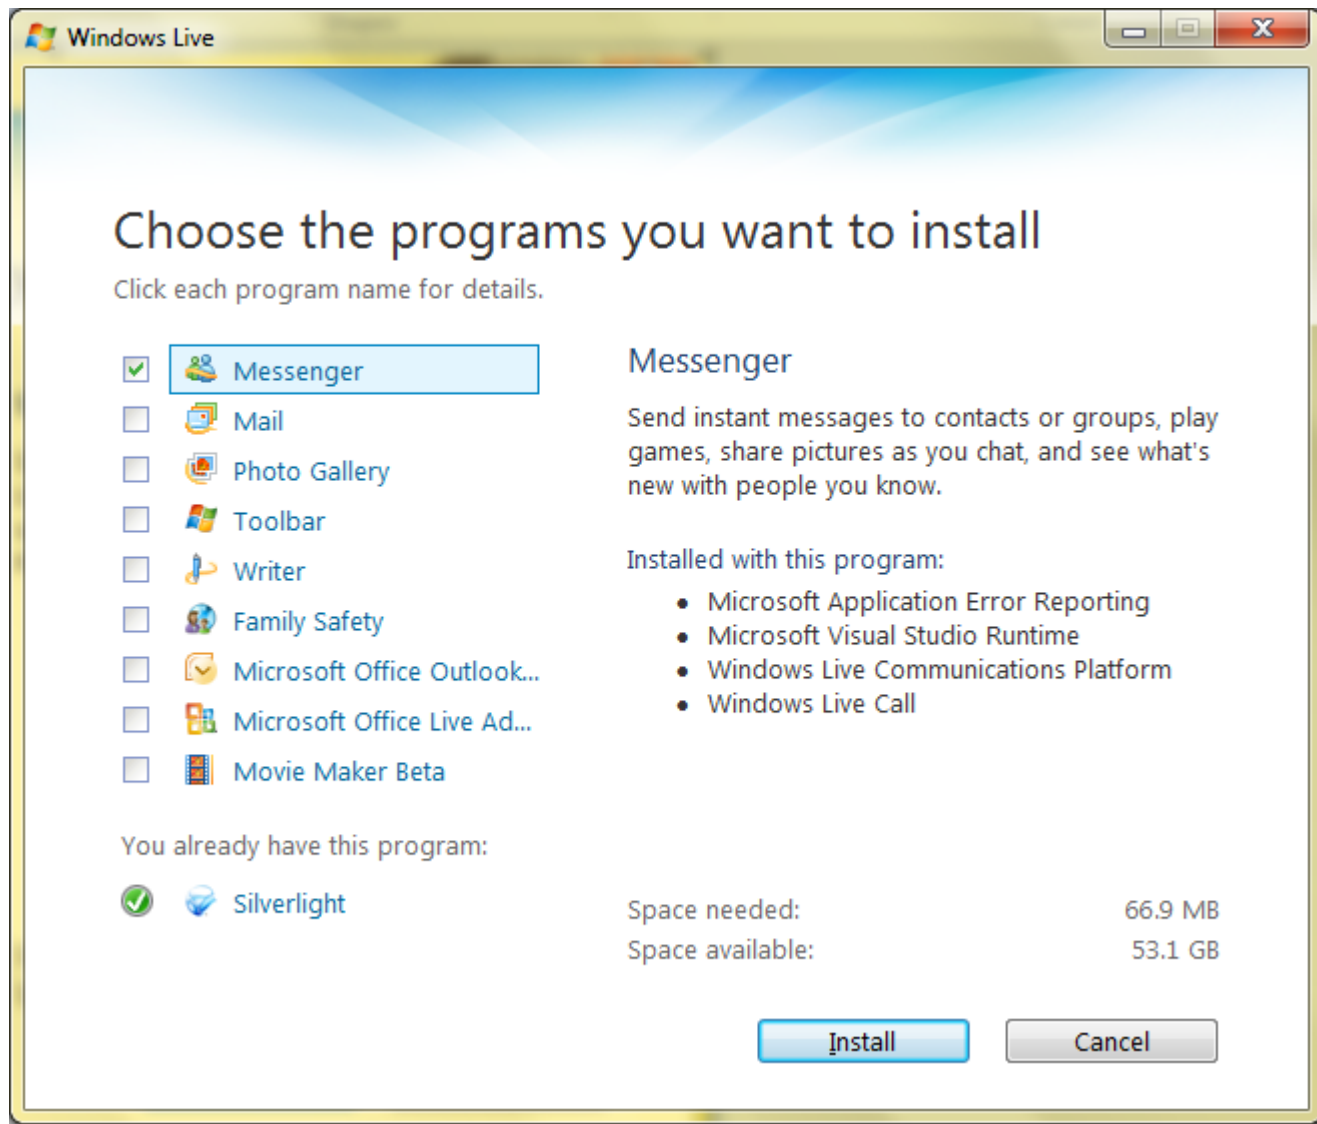 Windows Live
Choose the programs you want to install
Click each program name for details.
Messenger
Mail
Photo Gallery
Toolbar
Writer
Family Safety
Microsoft Office Outlook...
Microsoft Office Live Ad...
Movie Maker Beta
You already have this program:
Silverlight
Messenger
Send instant messages to contacts or groups, play
games, share pictures as you chat, and see what's
new with people you know.
Installed with this program:
• Microsoft Application Error Reporting
• Microsoft Visual Studio Runtime
• Windows Live Communications Platform
• Windows Live Call
Space needed: 66.9 MB
Space available: 53.1 GB
Install Cancel